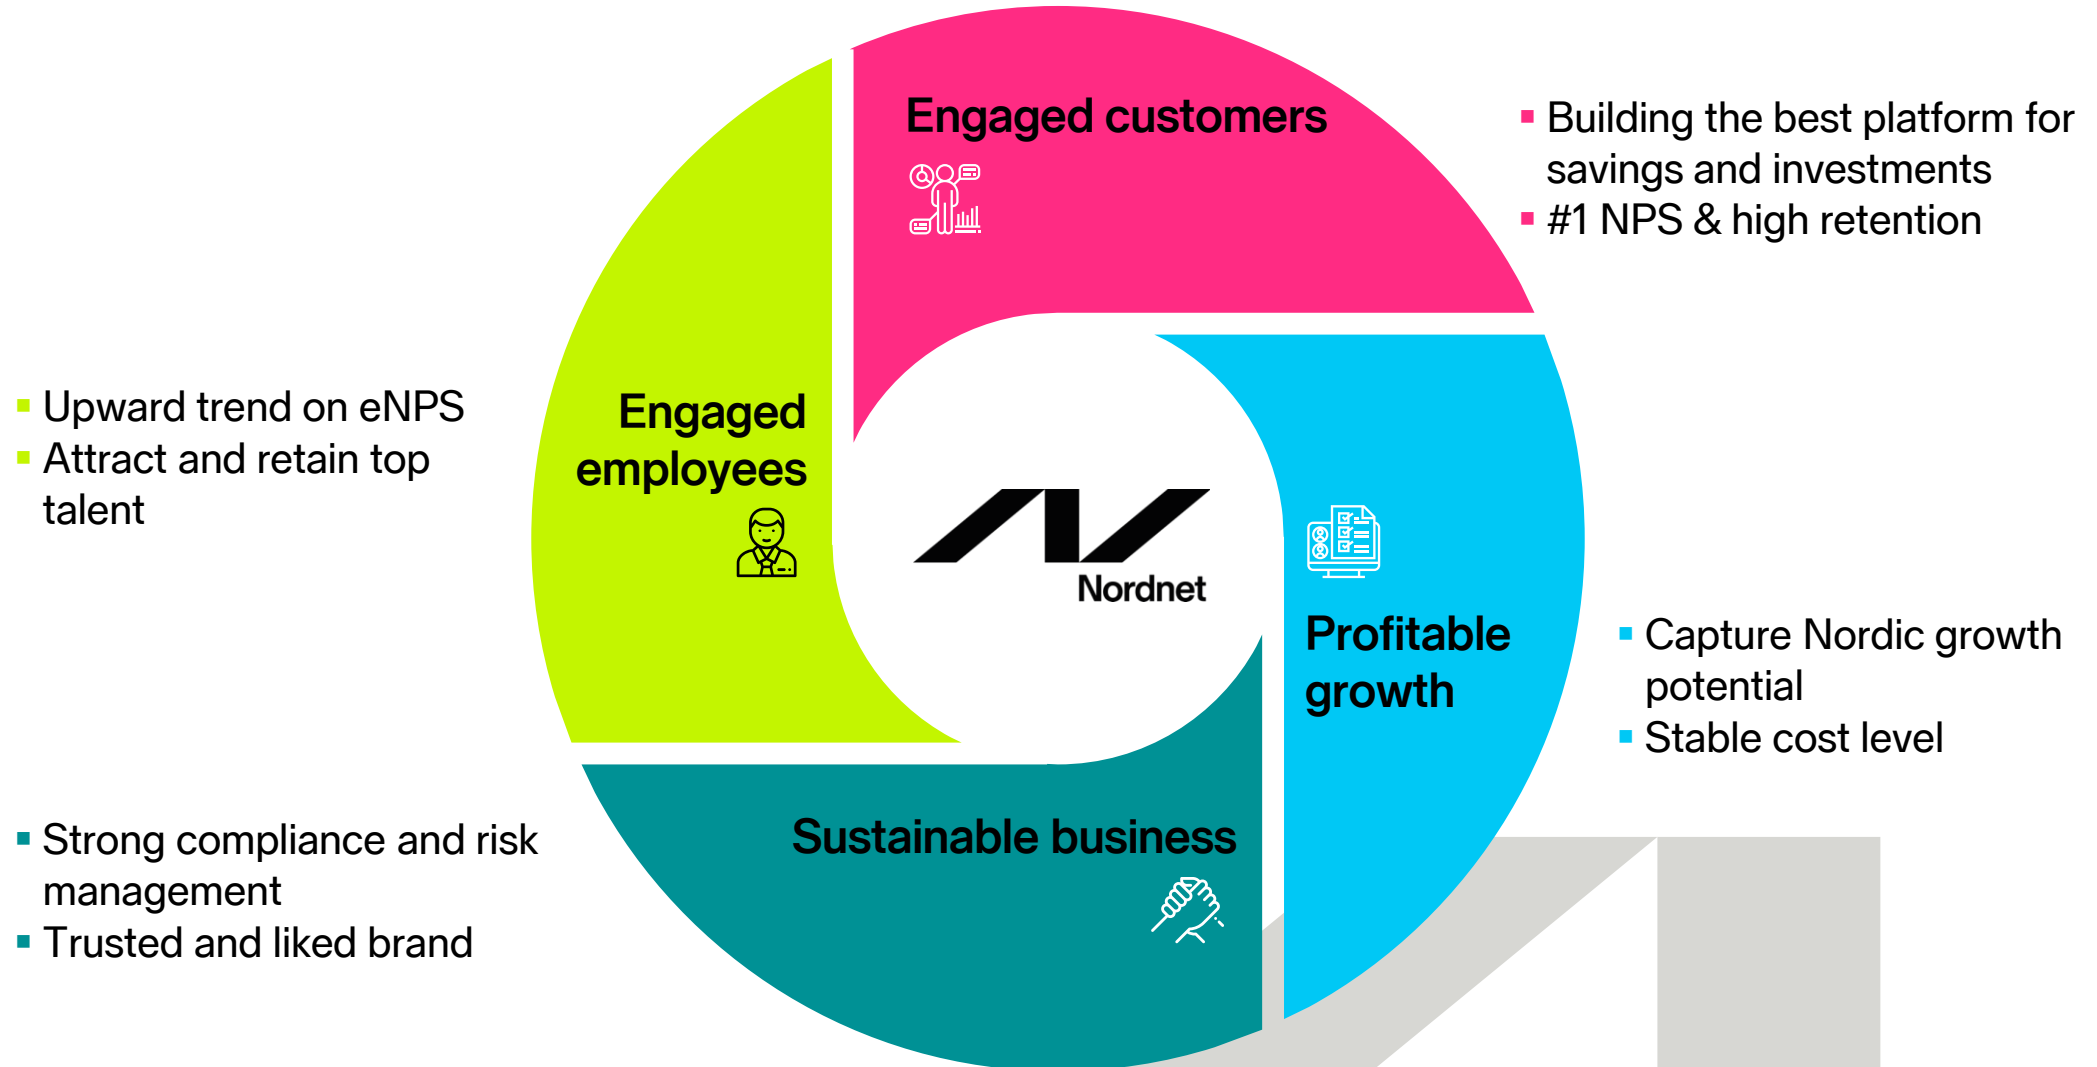 Engaged customers
▪ Building the best platform for
savings and investments
▪ #1 NPS & high retention
▪ Upward trend on eNPS
▪ Attract and retain top
talent
Engaged
employees
Nordnet
Profitable
growth
▪ Capture Nordic growth
potential
▪ Stable cost level
Sustainable business
▪ Strong compliance and risk
management
▪ Trusted and liked brand